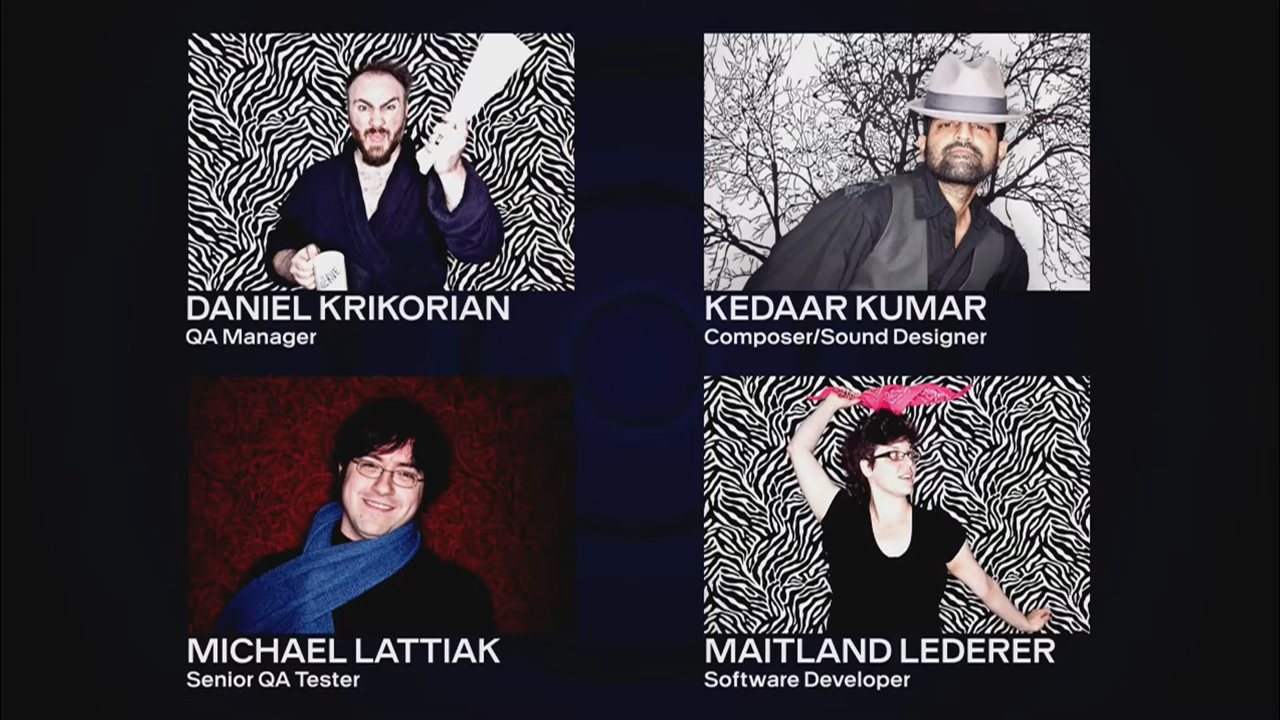 DANIEL KRIKORIAN
QA Manager
KEDAAR KUMAR
Composer/Sound Designer
MICHAEL LATTIAK
Senior QA Tester
MAITLAND LEDERER
Software Developer